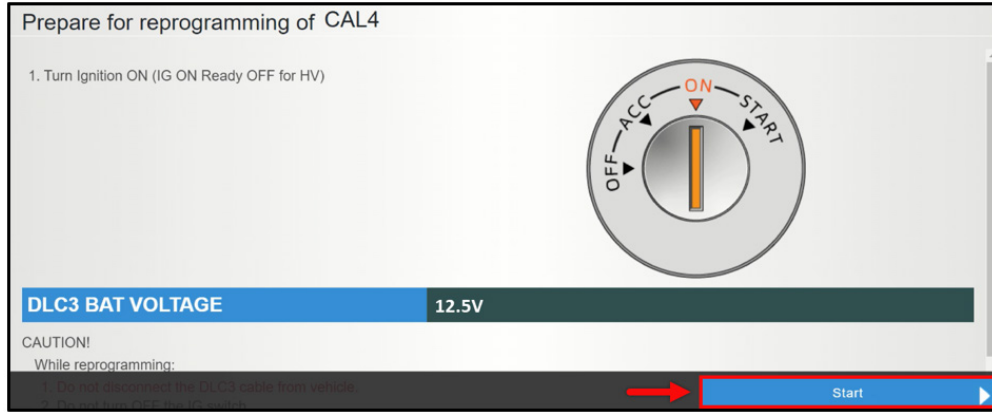 Prepare for reprogramming of CAL4
1. Turn Ignition ON (IG ON Ready OFF for HV)
OFF ACC ON START
DLC3 BAT VOLTAGE 12.5V
CAUTION!
While reprogramming:
1. Do not disconnect the DLC3 cable from vehicle.
2. Do not turn OFF the IG switch
Start